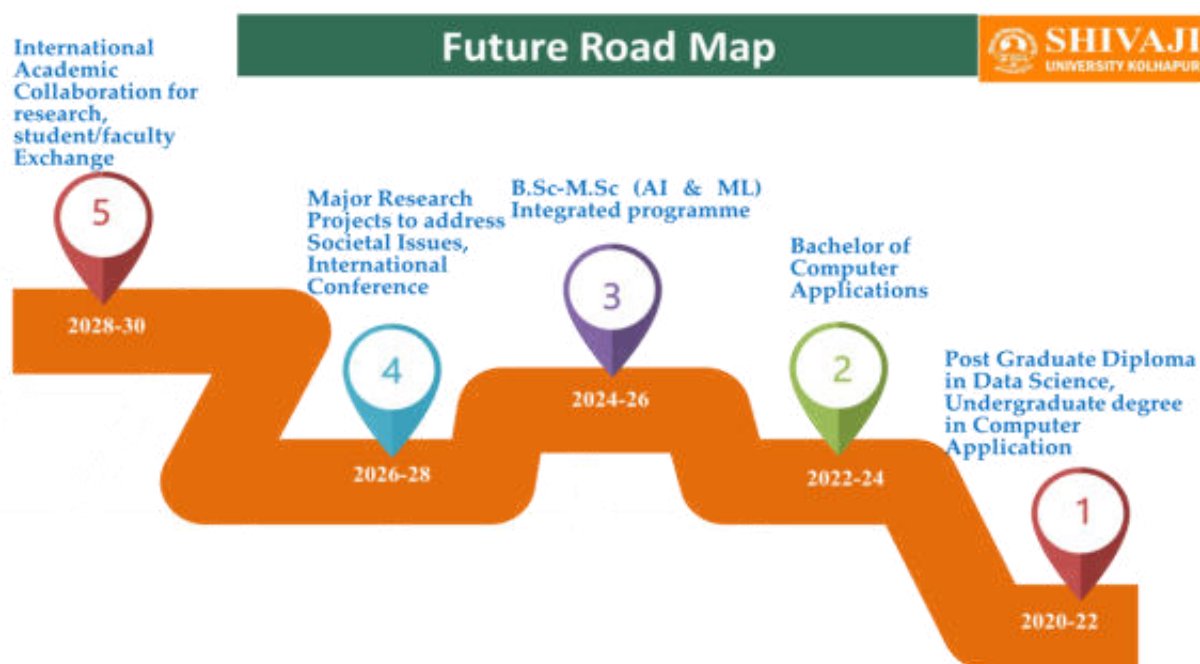 Future Road Map
SHIVAJI
UNIVERSITY KOLHAPUR
International
Academic
Collaboration for
research,
student/faculty
Exchange
5
2028-30
Major Research
Projects to address
Societal Issues,
International
Conference
4
2026-28
B.Sc-M.Sc (AI & ML)
Integrated programme
3
2024-26
Bachelor of
Computer
Applications
2
2022-24
Post Graduate Diploma
in Data Science,
Undergraduate degree
in Computer
Application
1
2020-22